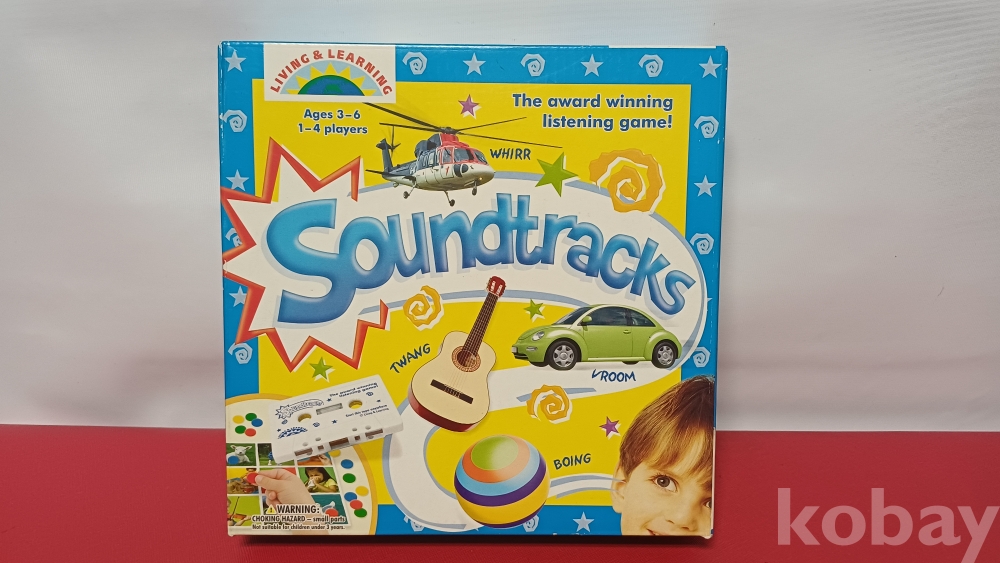 LIVING & LEARNING
Ages 3–6
1–4 players
The award winning
listening game!
WHIRR
Soundtracks
TWANG
VROOM
Soundtracks
BOING
WARNING:
CHOKING HAZARD – small parts
Not suitable for children under 3 years.
kobay